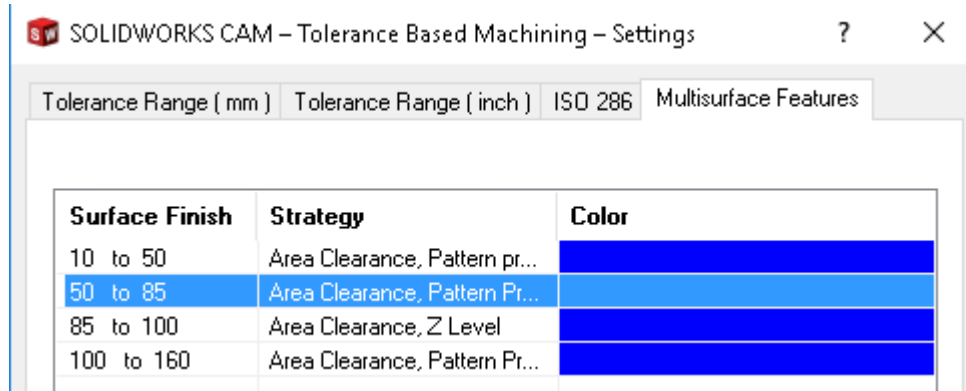 SOLIDWORKS CAM – Tolerance Based Machining – Settings ? ×
Tolerance Range ( mm ) Tolerance Range ( inch ) ISO 286 Multisurface Features
Surface Finish Strategy Color
10 to 50 Area Clearance, Pattern pr...
50 to 85 Area Clearance, Pattern Pr...
85 to 100 Area Clearance, Z Level
100 to 160 Area Clearance, Pattern Pr...